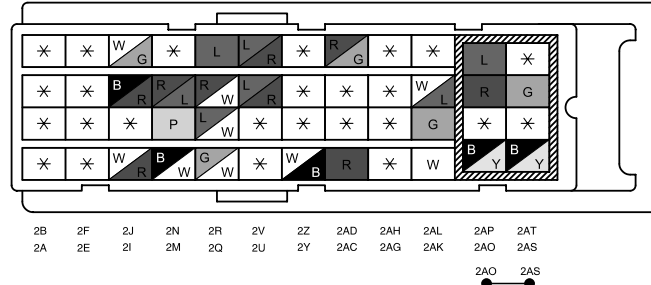 * * W G * L L R * R G * * L *
* * B R R L R W L R * * * * W L R G
* * * P L W * * * * G * *
* * W R B W G W * W B R * W B Y B Y
2B 2F 2J 2N 2R 2V 2Z 2AD 2AH 2AL 2AP 2AT
2A 2E 2I 2M 2Q 2U 2Y 2AC 2AG 2AK 2AO 2AS
2AO 2AS